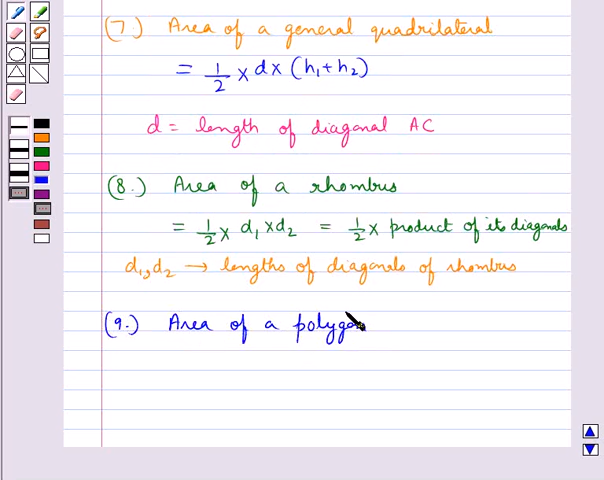 (7.) Area of a general quadrilateral
= 1/2 × d × (h₁ + h₂)
d = length of diagonal AC
(8.) Area of a rhombus
= 1/2 × d₁ × d₂ = 1/2 × product of its diagonals
d₁, d₂ → lengths of diagonals of rhombus
(9.) Area of a polygo